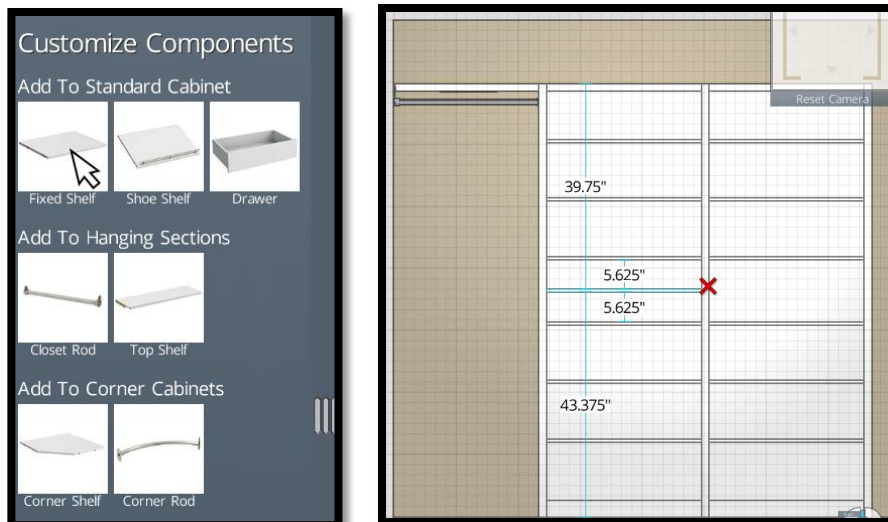 Customize Components
Add To Standard Cabinet
Fixed Shelf Shoe Shelf Drawer
Add To Hanging Sections
Closet Rod Top Shelf
Add To Corner Cabinets
Corner Shelf Corner Rod
Reset Camera
39.75"
5.625"
5.625"
43.375"